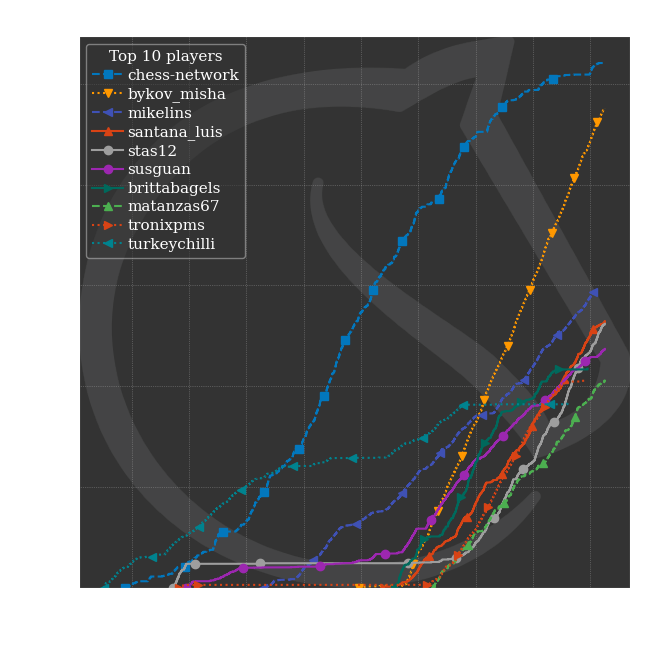 Top 10 players
chess-network
bykov_misha
mikelins
santana_luis
stas12
susguan
brittabagels
matanzas67
tronixpms
turkeychilli